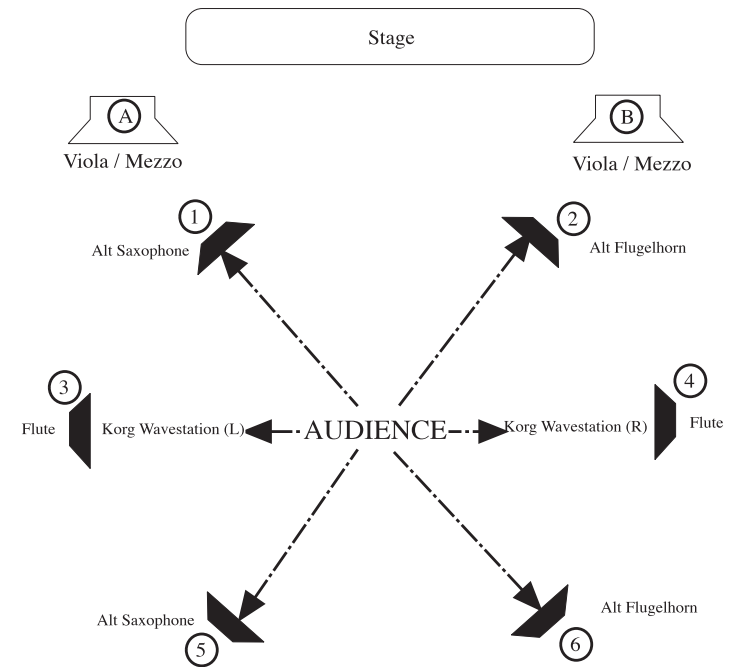 Stage
A
B
Viola / Mezzo
Viola / Mezzo
1
2
Alt Saxophone
Alt Flugelhorn
3
4
Flute
Korg Wavestation (L)
AUDIENCE
Korg Wavestation (R)
Flute
Alt Saxophone
Alt Flugelhorn
5
6